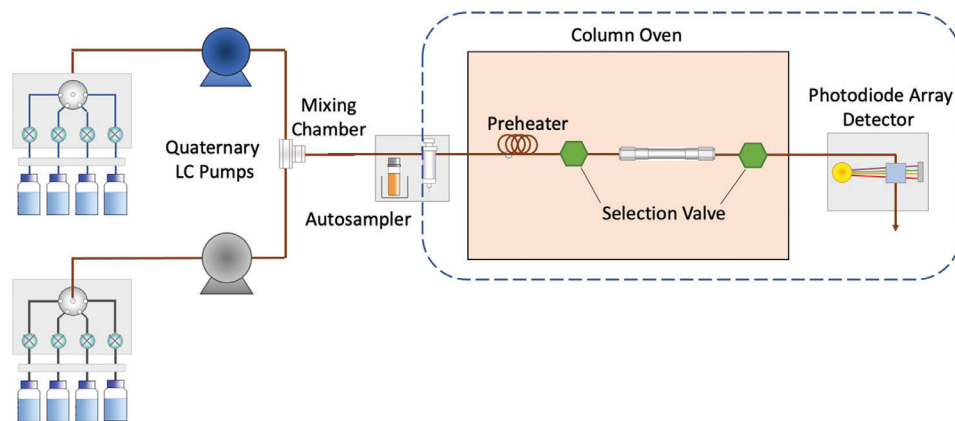 Column Oven
Photodiode Array
Detector
Mixing
Chamber
Preheater
Quaternary
LC Pumps
Autosampler
Selection Valve